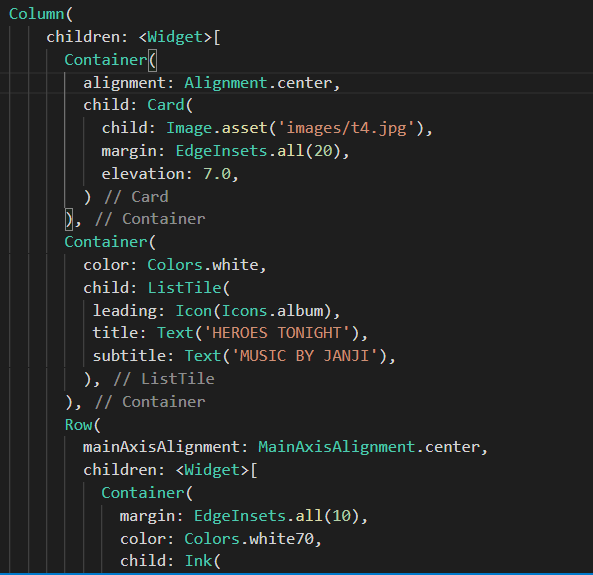 Column(
children: <Widget>[
Container(
alignment: Alignment.center,
child: Card(
child: Image.asset('images/t4.jpg'),
margin: EdgeInsets.all(20),
elevation: 7.0,
) // Card
), // Container
Container(
color: Colors.white,
child: ListTile(
leading: Icon(Icons.album),
title: Text('HEROES TONIGHT'),
subtitle: Text('MUSIC BY JANJI'),
), // ListTile
), // Container
Row(
mainAxisAlignment: MainAxisAlignment.center,
children: <Widget>[
Container(
margin: EdgeInsets.all(10),
color: Colors.white70,
child: Ink(